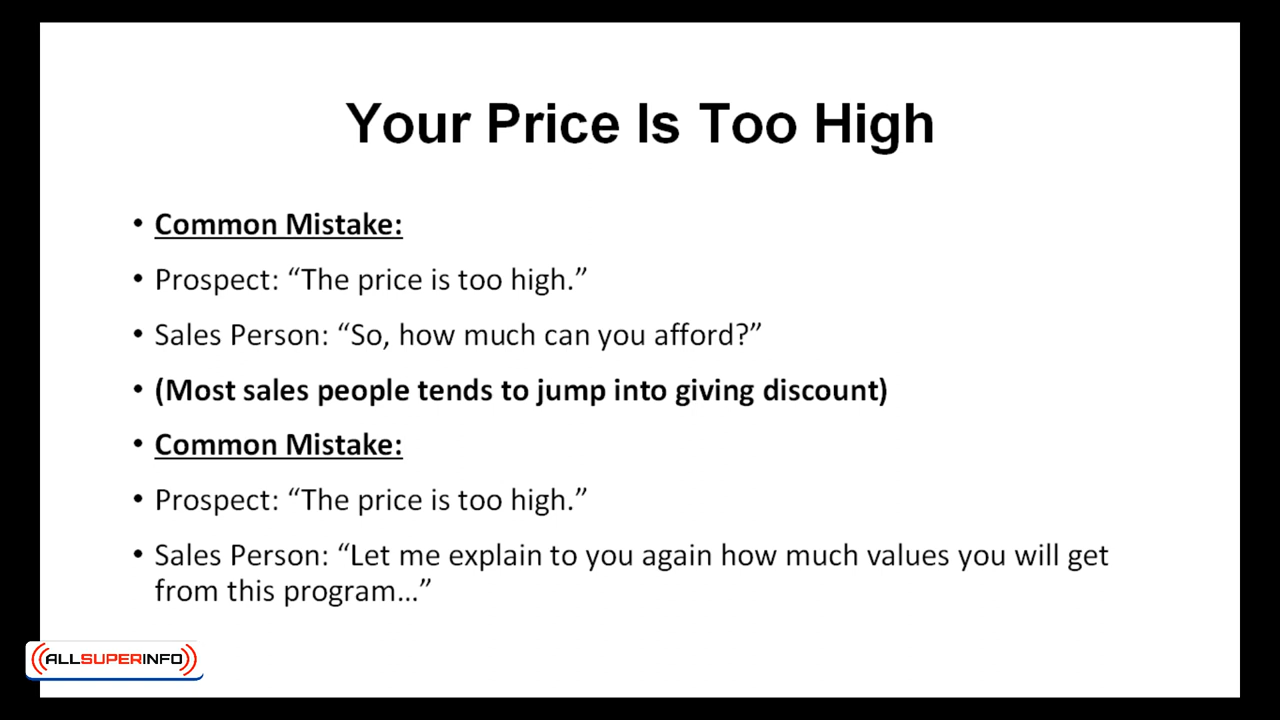 Your Price Is Too High
• Common Mistake:
• Prospect: “The price is too high.”
• Sales Person: “So, how much can you afford?”
• (Most sales people tends to jump into giving discount)
• Common Mistake:
• Prospect: “The price is too high.”
• Sales Person: “Let me explain to you again how much values you will get
from this program…”
ALLSUPERINFO